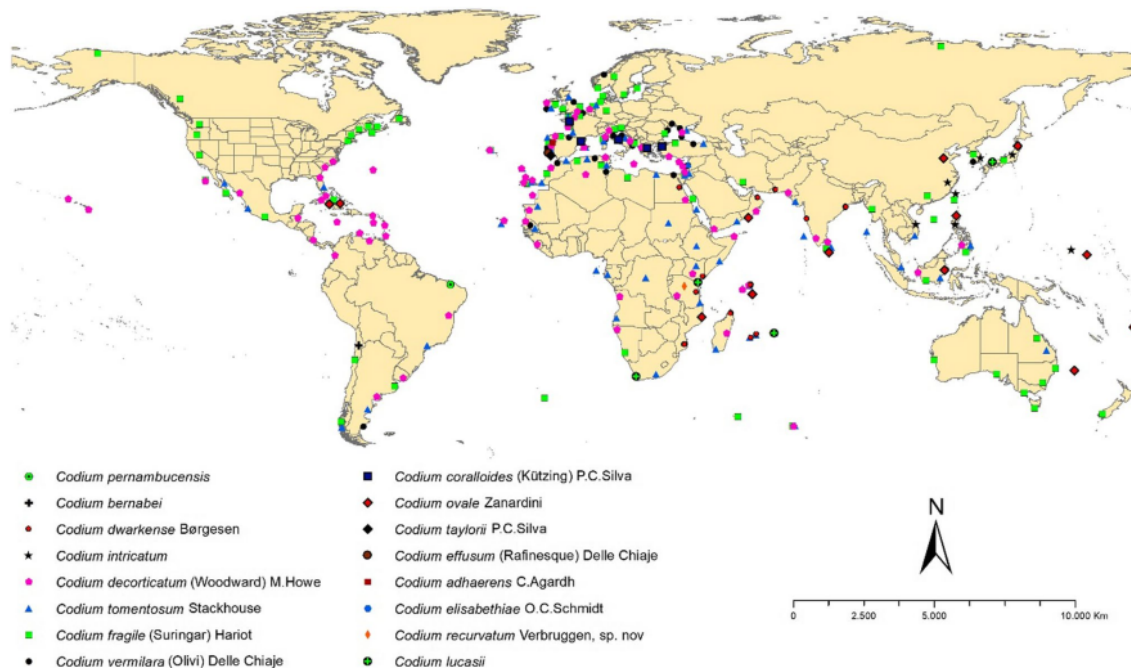 Codium pernambucensis
Codium bernabei
Codium dwarkense Børgesen
Codium intricatum
Codium decorticatum (Woodward) M.Howe
Codium tomentosum Stackhouse
Codium fragile (Suringar) Hariot
Codium vermilara (Olivi) Delle Chiaje
Codium coralloides (Kützing) P.C.Silva
Codium ovale Zanardini
Codium taylorii P.C.Silva
Codium effusum (Rafinesque) Delle Chiaje
Codium adhaerens C.Agardh
Codium elisabethiae O.C.Schmidt
Codium recurvatum Verbruggen, sp. nov
Codium lucasii
N
0 2.500 5.000 10.000 Km